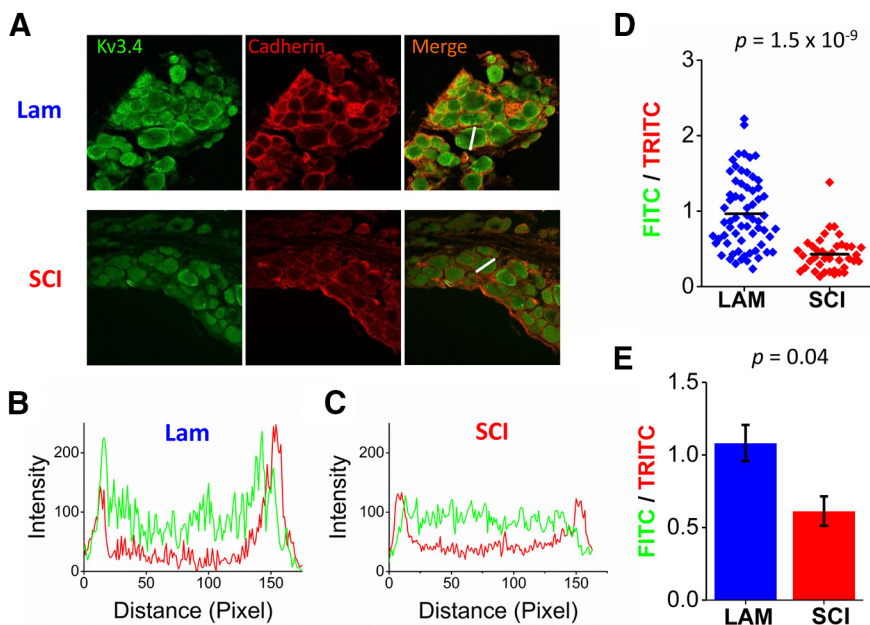 A
Kv3.4 Cadherin Merge
Lam
SCI
B
Lam
Intensity
200
100
0
0 50 100 150
Distance (Pixel)
C
SCI
Intensity
200
100
0
0 50 100 150
Distance (Pixel)
D
p = 1.5 x 10-9
FITC / TRITC
3
2
1
0
LAM SCI
E
p = 0.04
FITC / TRITC
1.5
1.0
0.5
0.0
LAM SCI